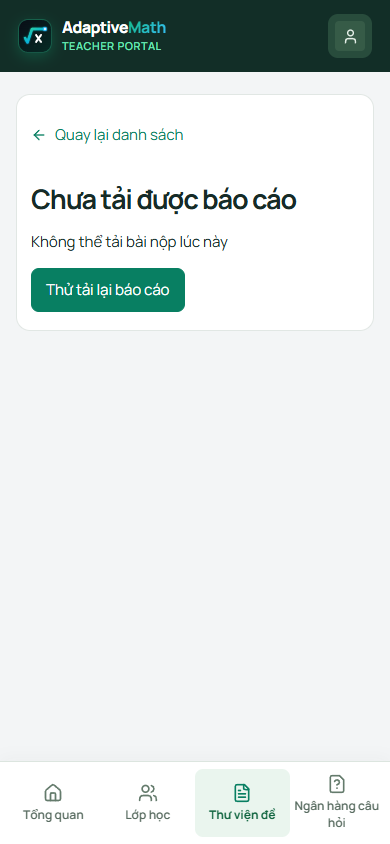 AdaptiveMath
TEACHER PORTAL
Quay lại danh sách
Chưa tải được báo cáo
Không thể tải bài nộp lúc này
Thử tải lại báo cáo
Tổng quan
Lớp học
Thư viện đề
Ngân hàng câu
hỏi